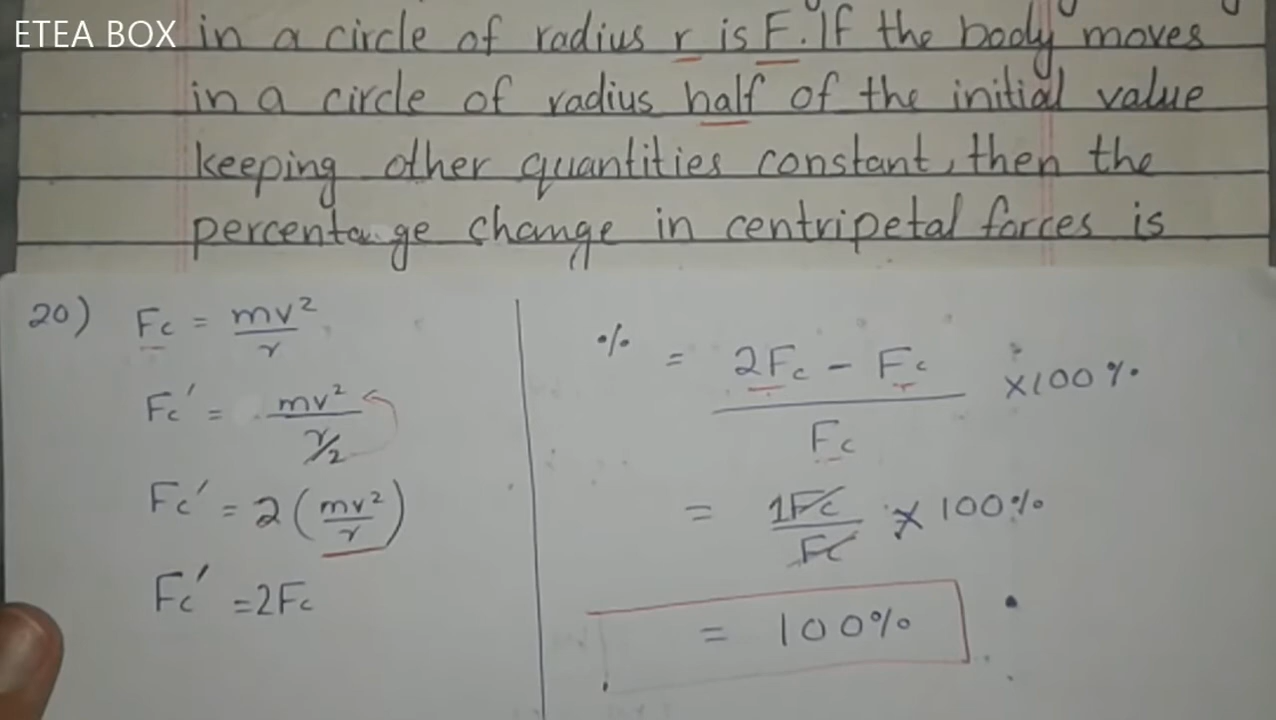 ETEA BOX
in a circle of radius r is F. If the body moves
in a circle of radius half of the initial value
keeping other quantities constant, then the
percentage change in centripetal forces is
20) Fc = mv²/r
Fc' = mv²/r/2
Fc' = 2(mv²/r)
Fc' = 2Fc
% = 2Fc - Fc/Fc ×100%
= 1Fc/Fc × 100%
= 100%